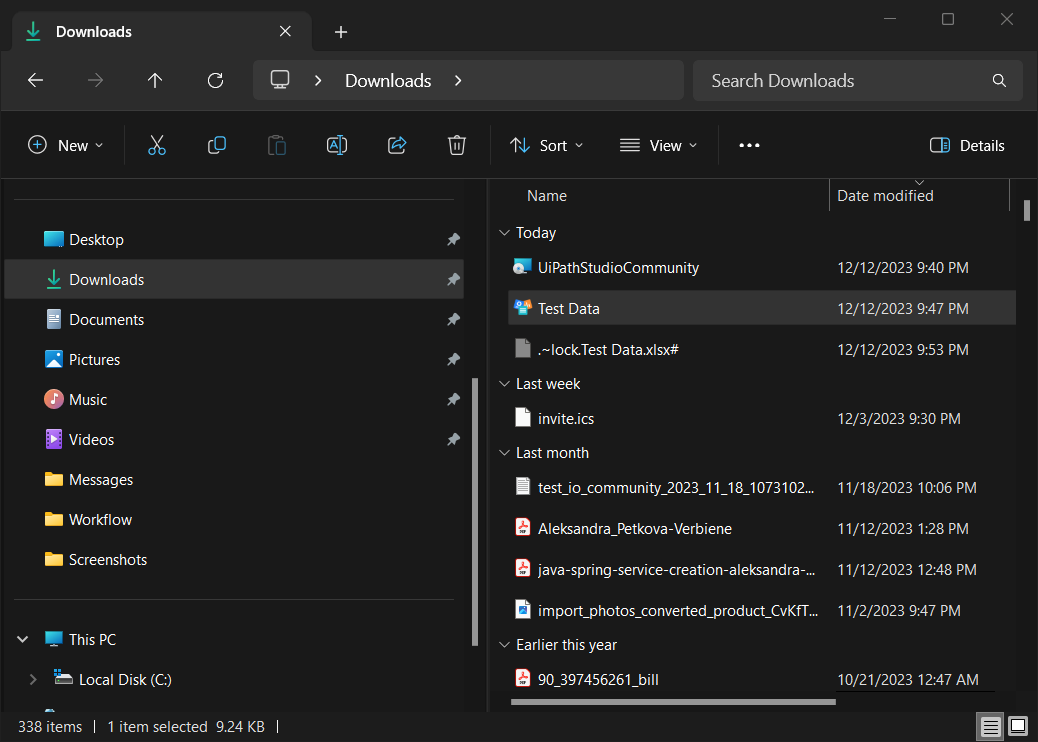 Downloads
Downloads
Search Downloads
New
Sort
View
Details
Desktop
Downloads
Documents
Pictures
Music
Videos
Messages
Workflow
Screenshots
This PC
Local Disk (C:)
Name Date modified
Today
UiPathStudioCommunity 12/12/2023 9:40 PM
Test Data 12/12/2023 9:47 PM
.~lock.Test Data.xlsx# 12/12/2023 9:53 PM
Last week
invite.ics 12/3/2023 9:30 PM
Last month
test_io_community_2023_11_18_1073102... 11/18/2023 10:06 PM
Aleksandra_Petkova-Verbiene 11/12/2023 1:28 PM
java-spring-service-creation-aleksandra-... 11/12/2023 12:48 PM
import_photos_converted_product_CvKfT... 11/2/2023 9:47 PM
Earlier this year
90_397456261_bill 10/21/2023 12:47 AM
338 items 1 item selected 9.24 KB